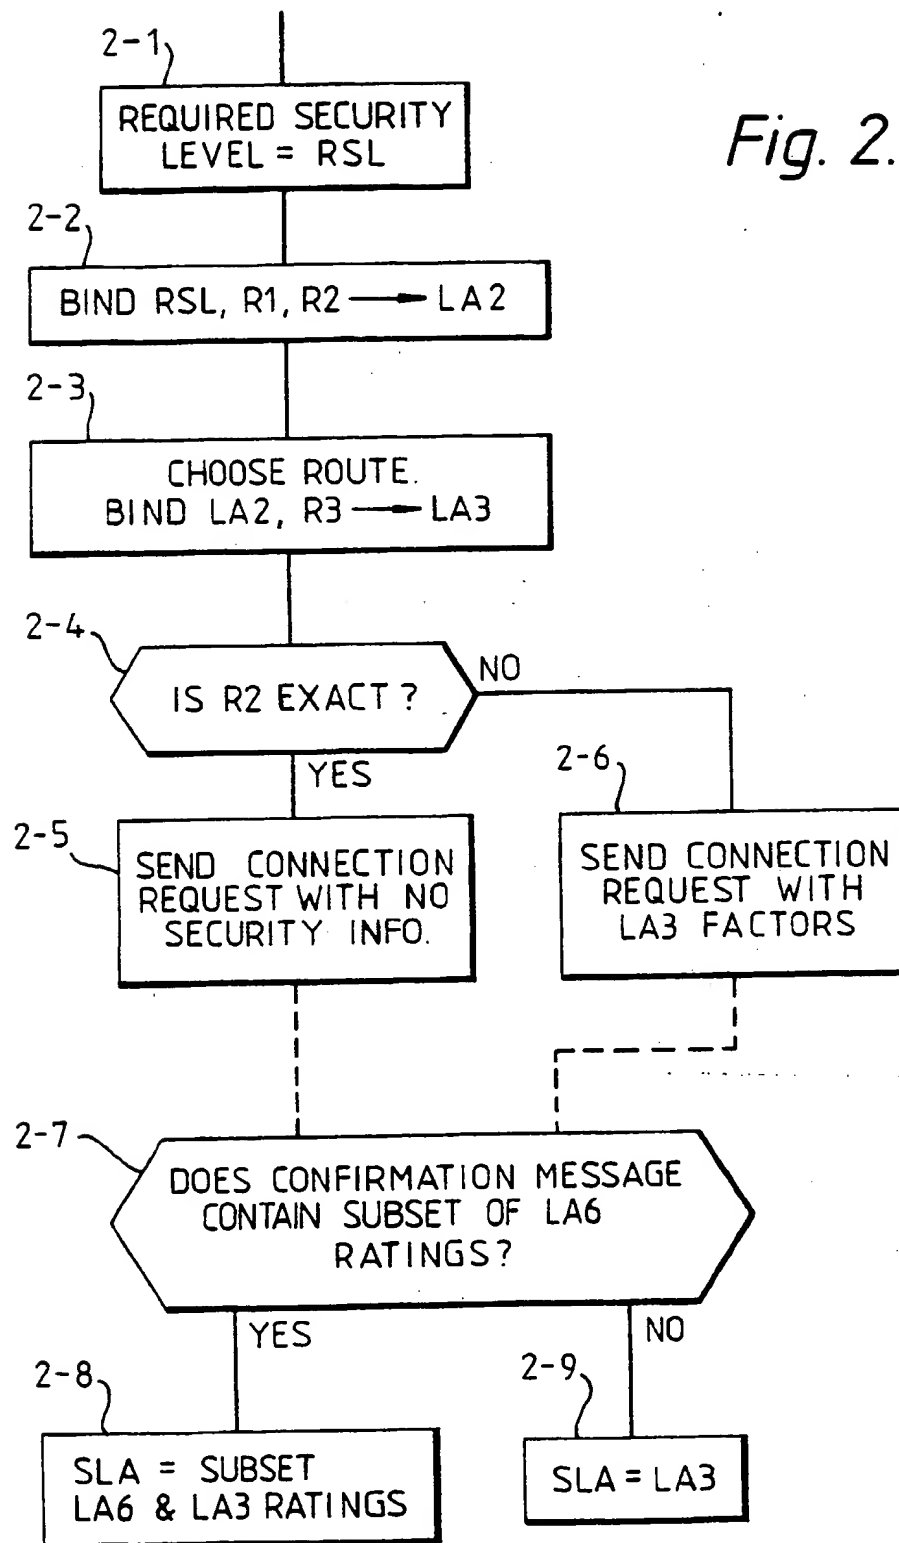 2-1
REQUIRED SECURITY
LEVEL = RSL
Fig. 2.
2-2
BIND RSL, R1, R2 → LA2
2-3
CHOOSE ROUTE.
BIND LA2, R3 → LA3
2-4
IS R2 EXACT ?
NO
YES
2-5
SEND CONNECTION
REQUEST WITH NO
SECURITY INFO.
2-6
SEND CONNECTION
REQUEST WITH
LA3 FACTORS
2-7
DOES CONFIRMATION MESSAGE
CONTAIN SUBSET OF LA6
RATINGS?
YES
NO
2-8
SLA = SUBSET
LA6 & LA3 RATINGS
2-9
SLA = LA3